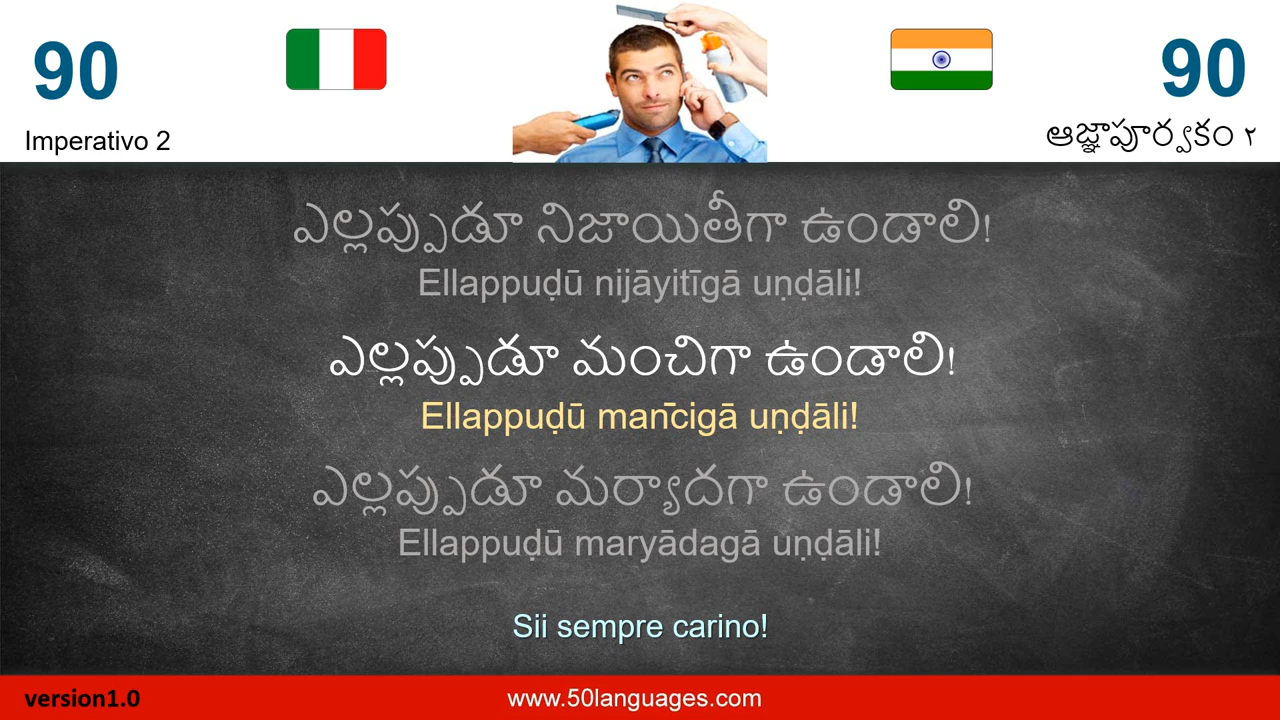 90
90
Imperativo 2
ఆజ్ఞాపూర్వకం ౨
ఎల్లప్పుడూ నిజాయితీగా ఉండాలి!
Ellappuḍū nijāyitīgā uṇḍāli!
ఎల్లప్పుడూ మంచిగా ఉండాలి!
Ellappuḍū man̄cigā uṇḍāli!
ఎల్లప్పుడూ మర్యాదగా ఉండాలి!
Ellappuḍū maryādagā uṇḍāli!
Sii sempre carino!
version1.0
www.50languages.com